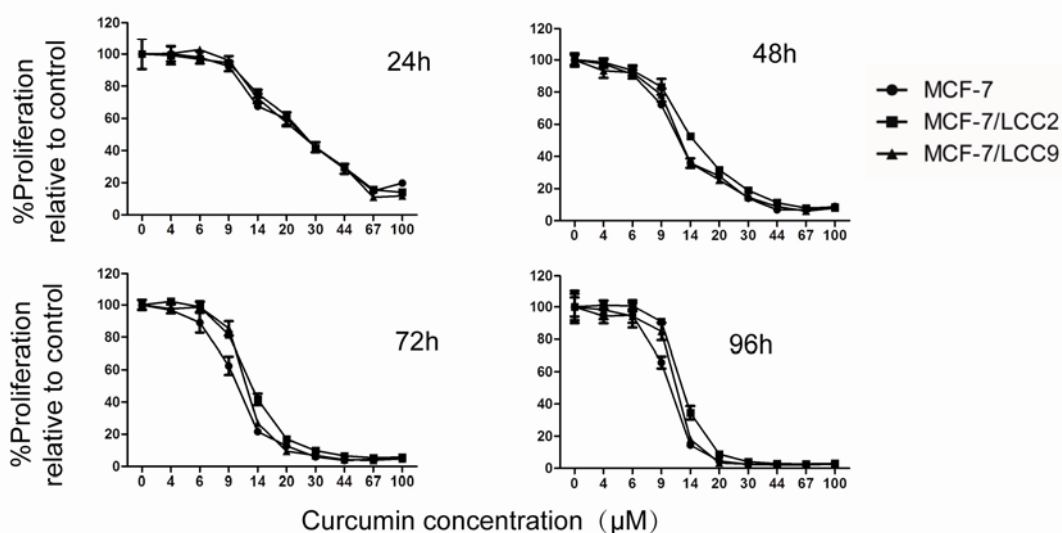 120
100
80
60
40
20
0
24h
0 4 6 9 14 20 30 44 67 100
120
100
80
60
40
20
0
48h
0 4 6 9 14 20 30 44 67 100
MCF-7
MCF-7/LCC2
MCF-7/LCC9
%Proliferation
relative to control
120
100
80
60
40
20
0
72h
0 4 6 9 14 20 30 44 67 100
120
100
80
60
40
20
0
96h
0 4 6 9 14 20 30 44 67 100
%Proliferation
relative to control
Curcumin concentration（μM）